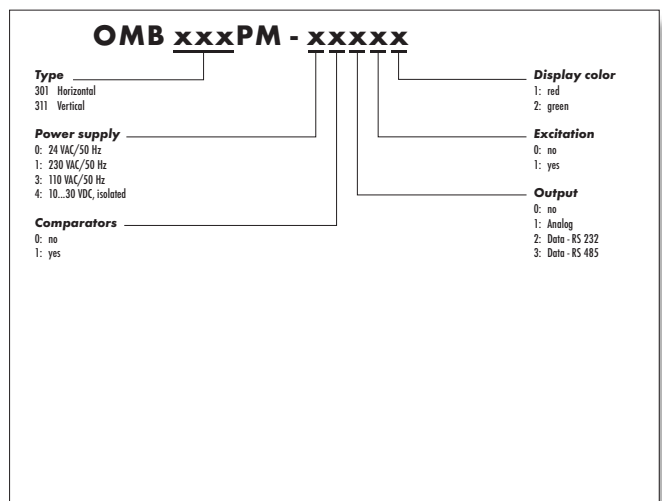 OMB xxxPM - xxxxx
Type
301 Horizontal
311 Vertical
Power supply
0: 24 VAC/50 Hz
1: 230 VAC/50 Hz
3: 110 VAC/50 Hz
4: 10...30 VDC, isolated
Comparators
0: no
1: yes
Display color
1: red
2: green
Excitation
0: no
1: yes
Output
0: no
1: Analog
2: Data - RS 232
3: Data - RS 485